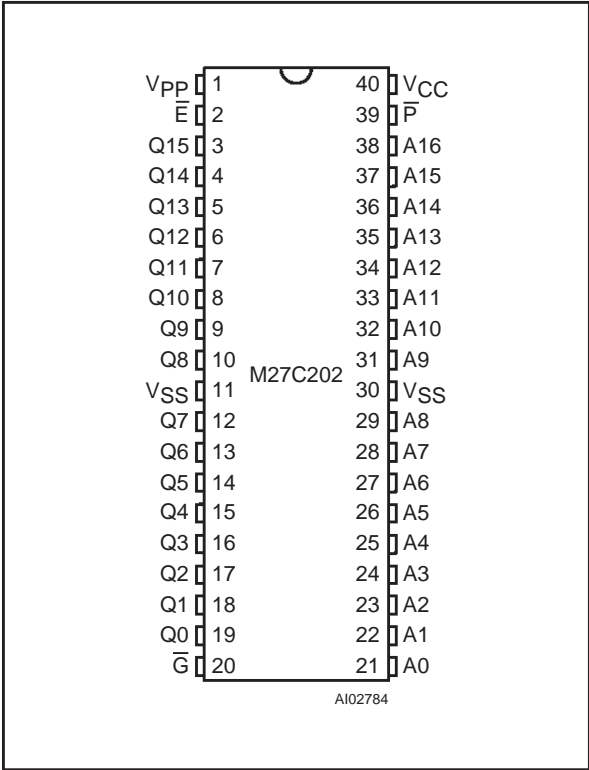 VPP 1 40 VCC
E̅ 2 39 P̅
Q15 3 38 A16
Q14 4 37 A15
Q13 5 36 A14
Q12 6 35 A13
Q11 7 34 A12
Q10 8 33 A11
Q9 9 32 A10
Q8 10 31 A9
M27C202
VSS 11 30 VSS
Q7 12 29 A8
Q6 13 28 A7
Q5 14 27 A6
Q4 15 26 A5
Q3 16 25 A4
Q2 17 24 A3
Q1 18 23 A2
Q0 19 22 A1
G̅ 20 21 A0
AI02784